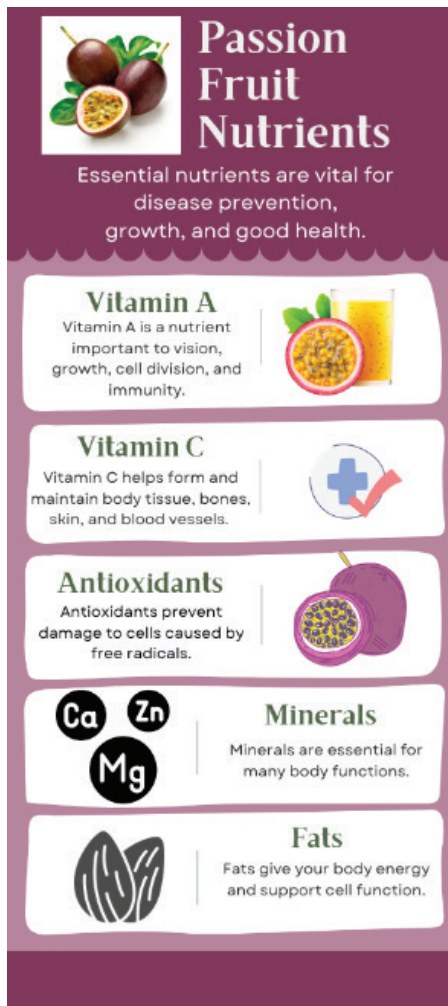 Passion
Fruit
Nutrients
Essential nutrients are vital for
disease prevention,
growth, and good health.
Vitamin A
Vitamin A is a nutrient
important to vision,
growth, cell division, and
immunity.
Vitamin C
Vitamin C helps form and
maintain body tissue, bones,
skin, and blood vessels.
Antioxidants
Antioxidants prevent
damage to cells caused by
free radicals.
Ca
Zn
Mg
Minerals
Minerals are essential for
many body functions.
Fats
Fats give your body energy
and support cell function.